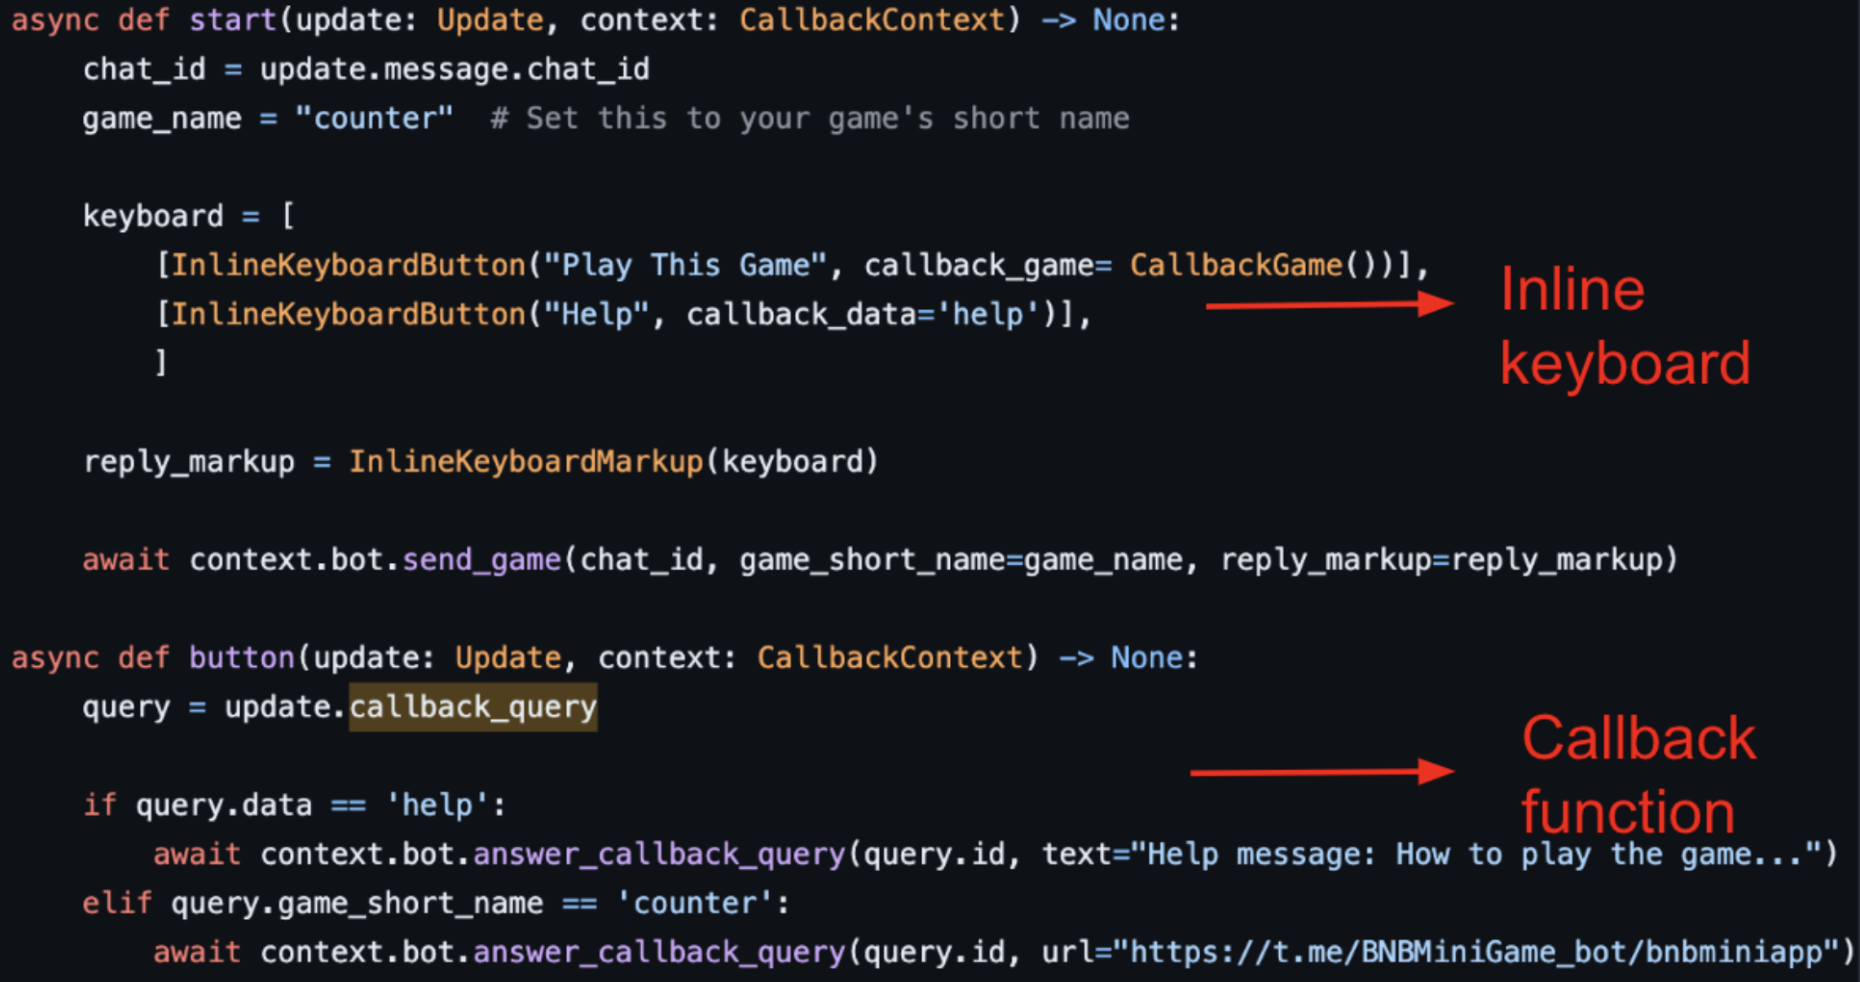 async def start(update: Update, context: CallbackContext) -> None:
    chat_id = update.message.chat_id
    game_name = "counter"  # Set this to your game's short name
    keyboard = [
        [InlineKeyboardButton("Play This Game", callback_game= CallbackGame())],
        [InlineKeyboardButton("Help", callback_data='help')],
        ]
Inline
keyboard
    reply_markup = InlineKeyboardMarkup(keyboard)
    await context.bot.send_game(chat_id, game_short_name=game_name, reply_markup=reply_markup)
async def button(update: Update, context: CallbackContext) -> None:
    query = update.callback_query
Callback
function
    if query.data == 'help':
        await context.bot.answer_callback_query(query.id, text="Help message: How to play the game...")
    elif query.game_short_name == 'counter':
        await context.bot.answer_callback_query(query.id, url="https://t.me/BNBMiniGame_bot/bnbminiapp")